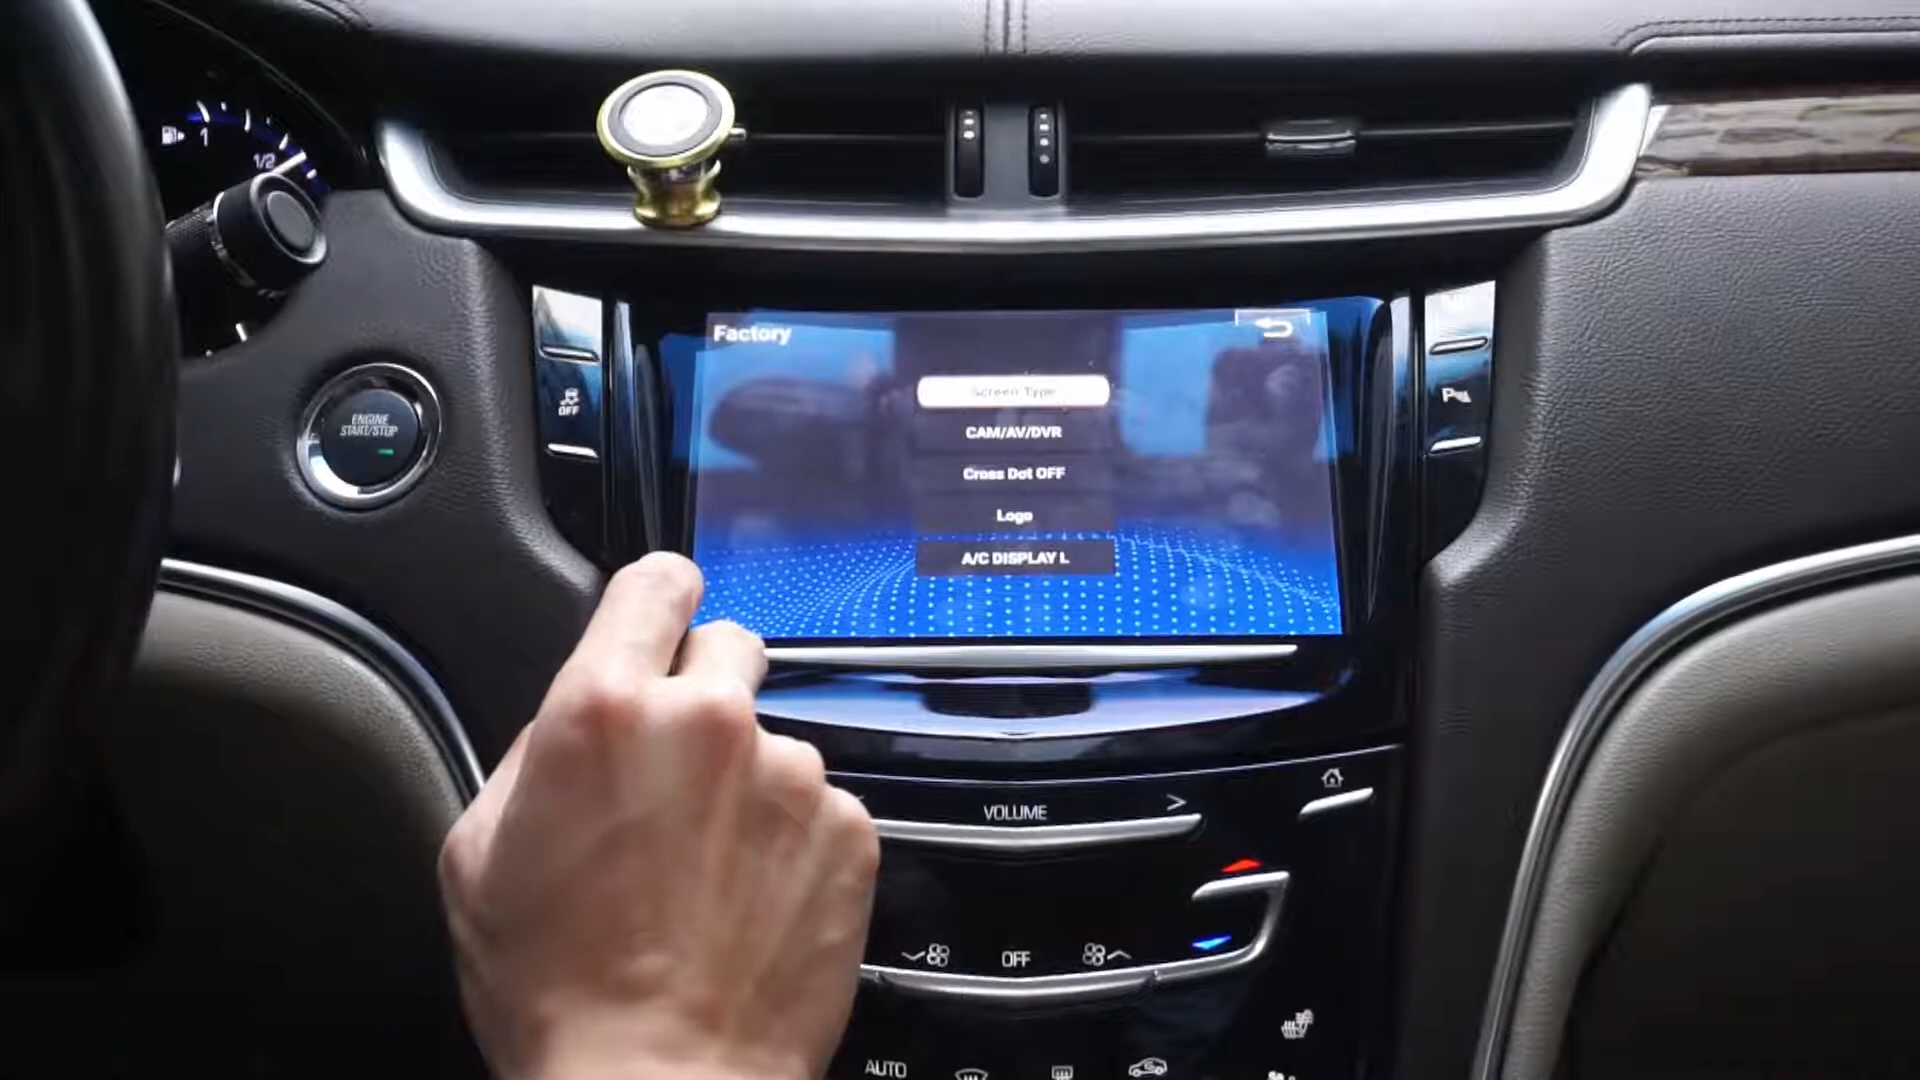 1
1/2
Factory
ENGINE
START/STOP
OFF
Screen Type
CAM/AV/DVR
Cross Dot OFF
Logo
A/C DISPLAY L
P
VOLUME
OFF
AUTO